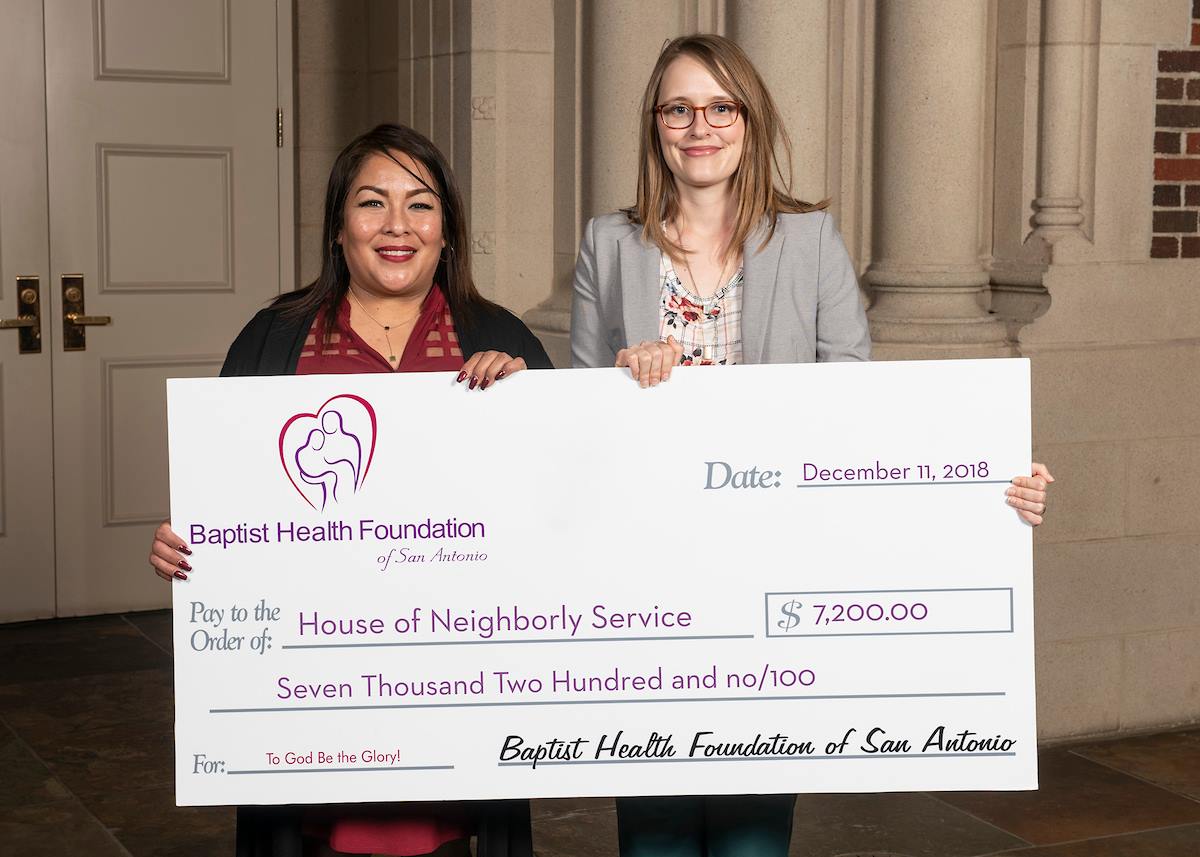 Baptist Health Foundation
of San Antonio
Date: December 11, 2018
Pay to the
Order of: House of Neighborly Service $ 7,200.00
Seven Thousand Two Hundred and no/100
For: To God Be the Glory! Baptist Health Foundation of San Antonio